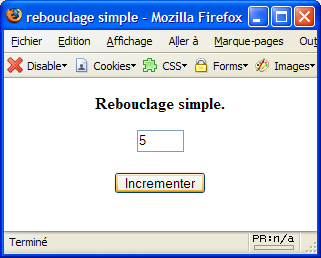 rebouclage simple - Mozilla Firefox
Fichier Edition Affichage Aller à Marque-pages Out
Disable Cookies CSS Forms Images
Rebouclage simple.
5
Incrementer
Terminé PR:n/a